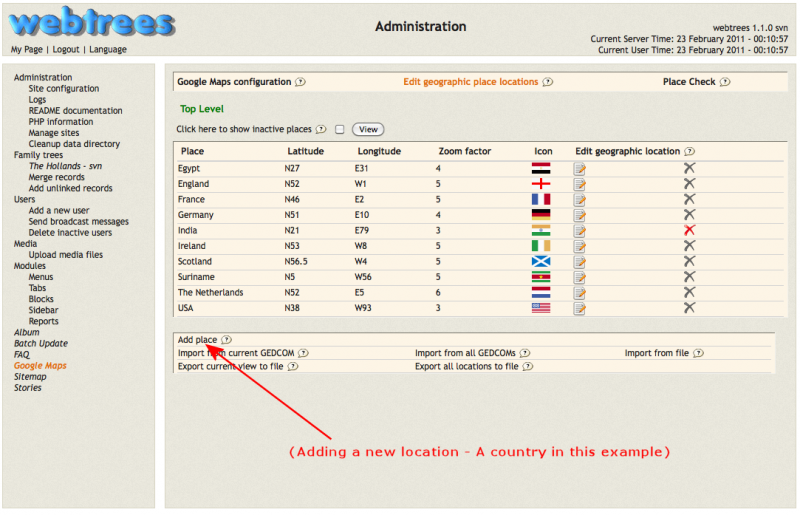 webtrees
Administration
webtrees 1.1.0 svn
Current Server Time: 23 February 2011 - 00:10:57
Current User Time: 23 February 2011 - 00:10:57
My Page | Logout | Language
Administration
Site configuration
Logs
README documentation
PHP information
Manage sites
Cleanup data directory
Family trees
The Hollands - svn
Merge records
Add unlinked records
Users
Add a new user
Send broadcast messages
Delete inactive users
Media
Upload media files
Modules
Menus
Tabs
Blocks
Sidebar
Reports
Album
Batch Update
FAQ
Google Maps
Sitemap
Stories
Google Maps configuration ? Edit geographic place locations ? Place Check ?
Top Level
Click here to show inactive places ? View
Place Latitude Longitude Zoom factor Icon Edit geographic location ?
Egypt N27 E31 4
England N52 W1 5
France N46 E2 5
Germany N51 E10 4
India N21 E79 3
Ireland N53 W8 5
Scotland N56.5 W4 5
Suriname N5 W56 5
The Netherlands N52 E5 6
USA N38 W93 3
Add place ?
Import from current GEDCOM ? Import from all GEDCOMs ? Import from file ?
Export current view to file ? Export all locations to file ?
(Adding a new location - A country in this example)